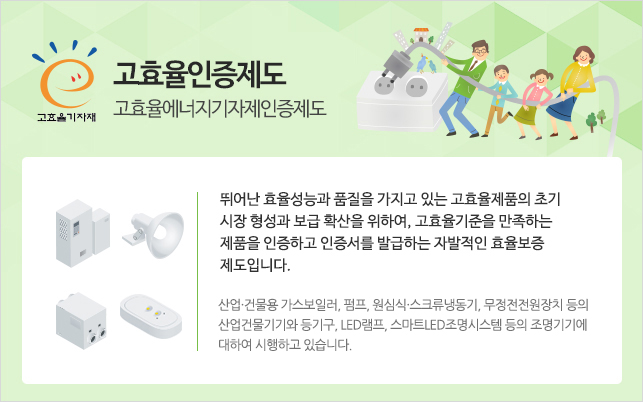 고효율기자재
고효율인증제도
고효율에너지기자재인증제도
뛰어난 효율성능과 품질을 가지고 있는 고효율제품의 초기
시장 형성과 보급 확산을 위하여, 고효율기준을 만족하는
제품을 인증하고 인증서를 발급하는 자발적인 효율보증
제도입니다.
산업·건물용 가스보일러, 펌프, 원심식·스크류냉동기, 무정전전원장치 등의
산업건물기기와 등기구, LED램프, 스마트LED조명시스템 등의 조명기기에
대하여 시행하고 있습니다.